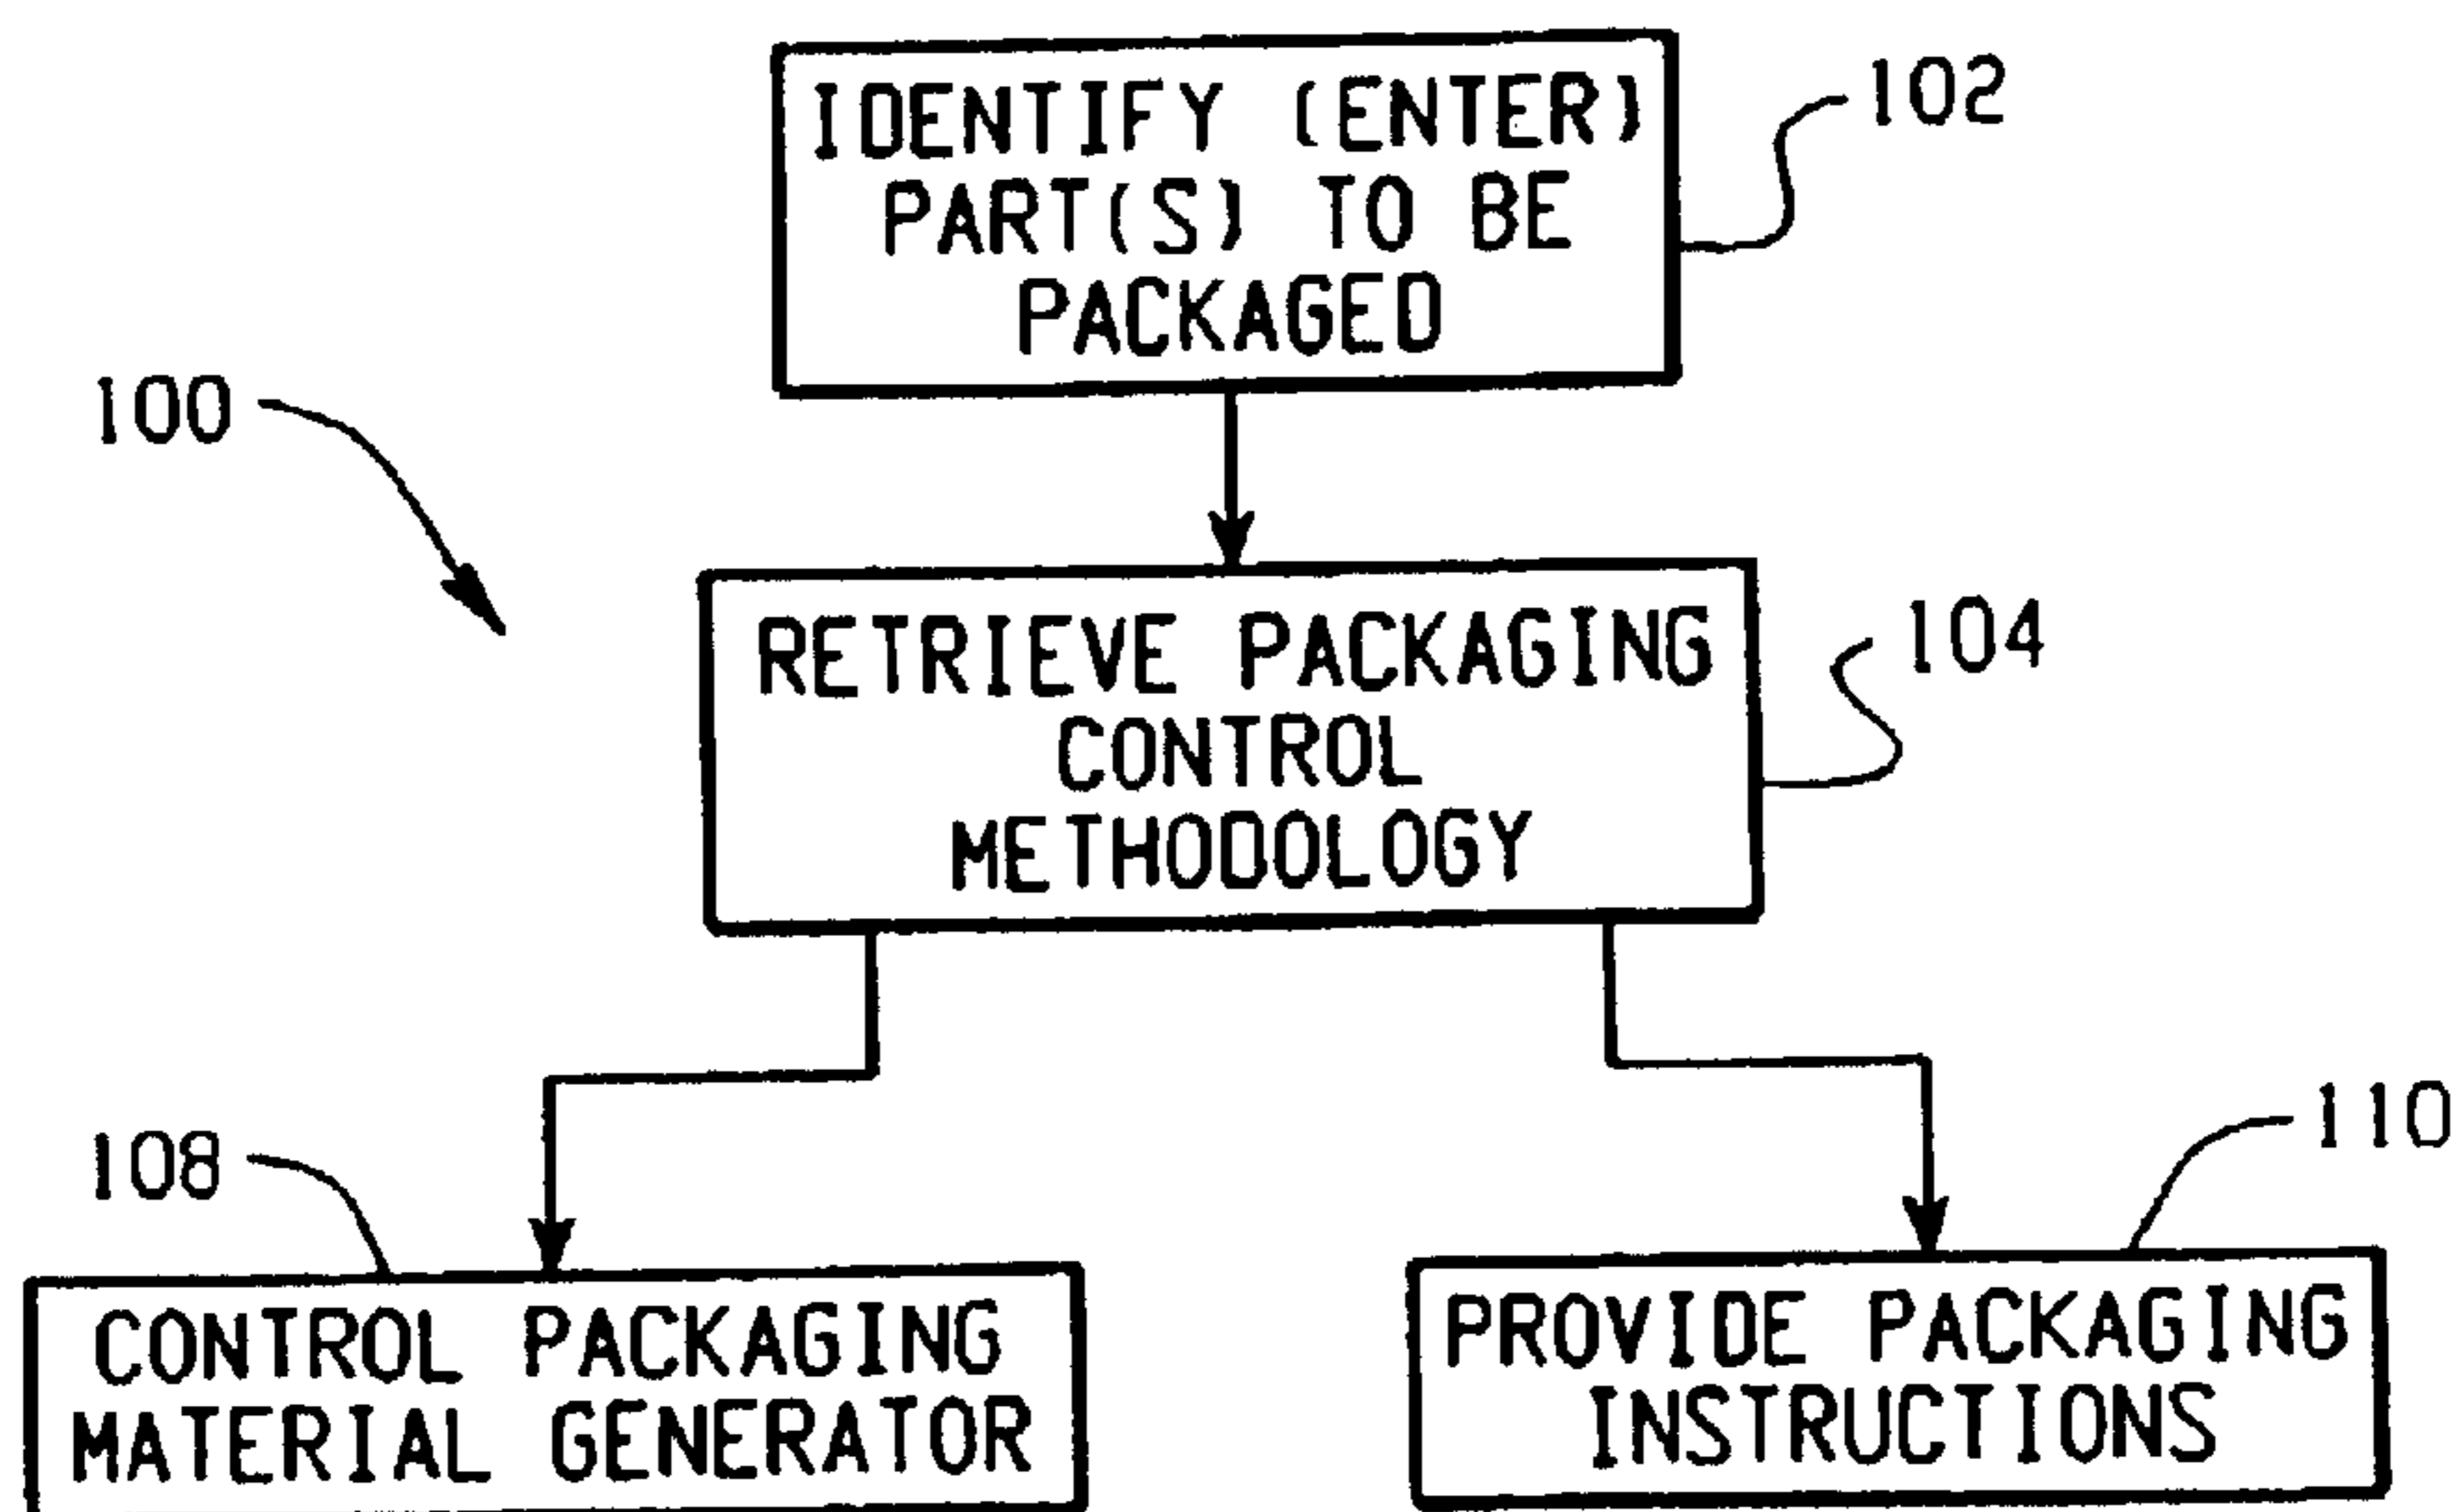 IDENTIFY (ENTER)
PART(S) TO BE
PACKAGED
102
100
RETRIEVE PACKAGING
CONTROL
METHODOLOGY
104
108
CONTROL PACKAGING
MATERIAL GENERATOR
110
PROVIDE PACKAGING
INSTRUCTIONS